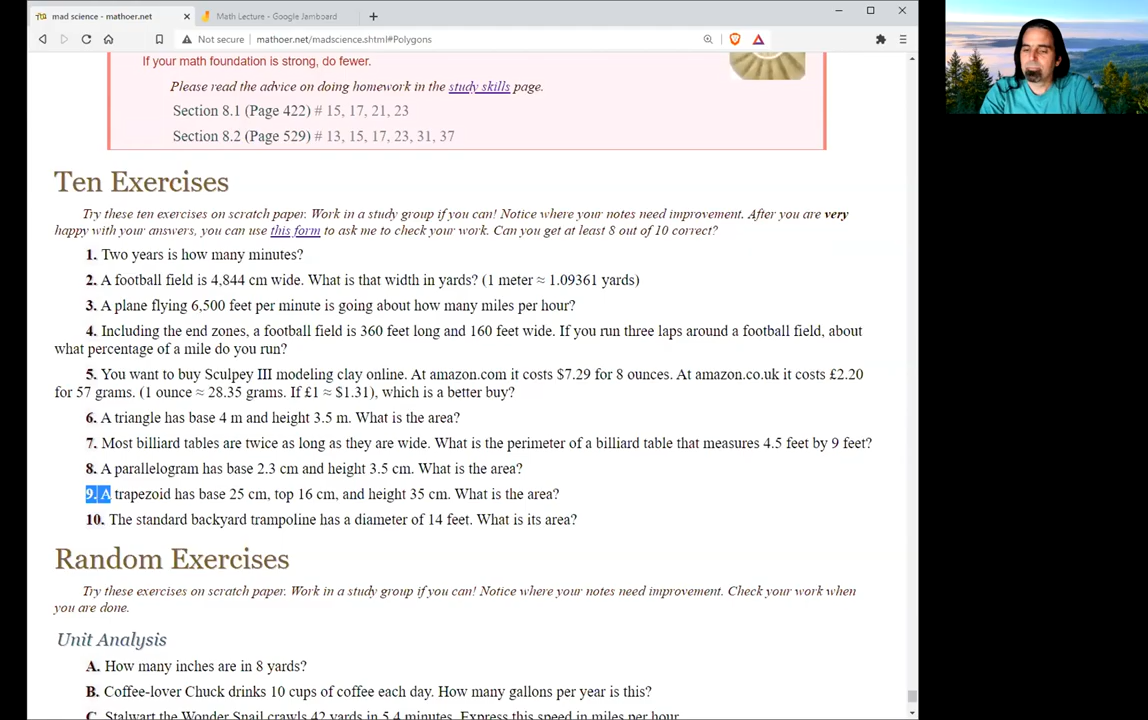 mad science - mathoer.net
Math Lecture - Google Jamboard
Not secure
mathoer.net/madscience.shtml#Polygons
If your math foundation is strong, do fewer.
Please read the advice on doing homework in the study skills page.
Section 8.1 (Page 422) # 15, 17, 21, 23
Section 8.2 (Page 529) # 13, 15, 17, 23, 31, 37
Ten Exercises
Try these ten exercises on scratch paper. Work in a study group if you can! Notice where your notes need improvement. After you are very
happy with your answers, you can use this form to ask me to check your work. Can you get at least 8 out of 10 correct?
1. Two years is how many minutes?
2. A football field is 4,844 cm wide. What is that width in yards? (1 meter ≈ 1.09361 yards)
3. A plane flying 6,500 feet per minute is going about how many miles per hour?
4. Including the end zones, a football field is 360 feet long and 160 feet wide. If you run three laps around a football field, about
what percentage of a mile do you run?
5. You want to buy Sculpey III modeling clay online. At amazon.com it costs $7.29 for 8 ounces. At amazon.co.uk it costs £2.20
for 57 grams. (1 ounce ≈ 28.35 grams. If £1 ≈ $1.31), which is a better buy?
6. A triangle has base 4 m and height 3.5 m. What is the area?
7. Most billiard tables are twice as long as they are wide. What is the perimeter of a billiard table that measures 4.5 feet by 9 feet?
8. A parallelogram has base 2.3 cm and height 3.5 cm. What is the area?
9. A trapezoid has base 25 cm, top 16 cm, and height 35 cm. What is the area?
10. The standard backyard trampoline has a diameter of 14 feet. What is its area?
Random Exercises
Try these exercises on scratch paper. Work in a study group if you can! Notice where your notes need improvement. Check your work when
you are done.
Unit Analysis
A. How many inches are in 8 yards?
B. Coffee-lover Chuck drinks 10 cups of coffee each day. How many gallons per year is this?
C. Stalwart the Wonder Snail crawls 42 yards in 5.4 minutes. Express this speed in miles per hour.